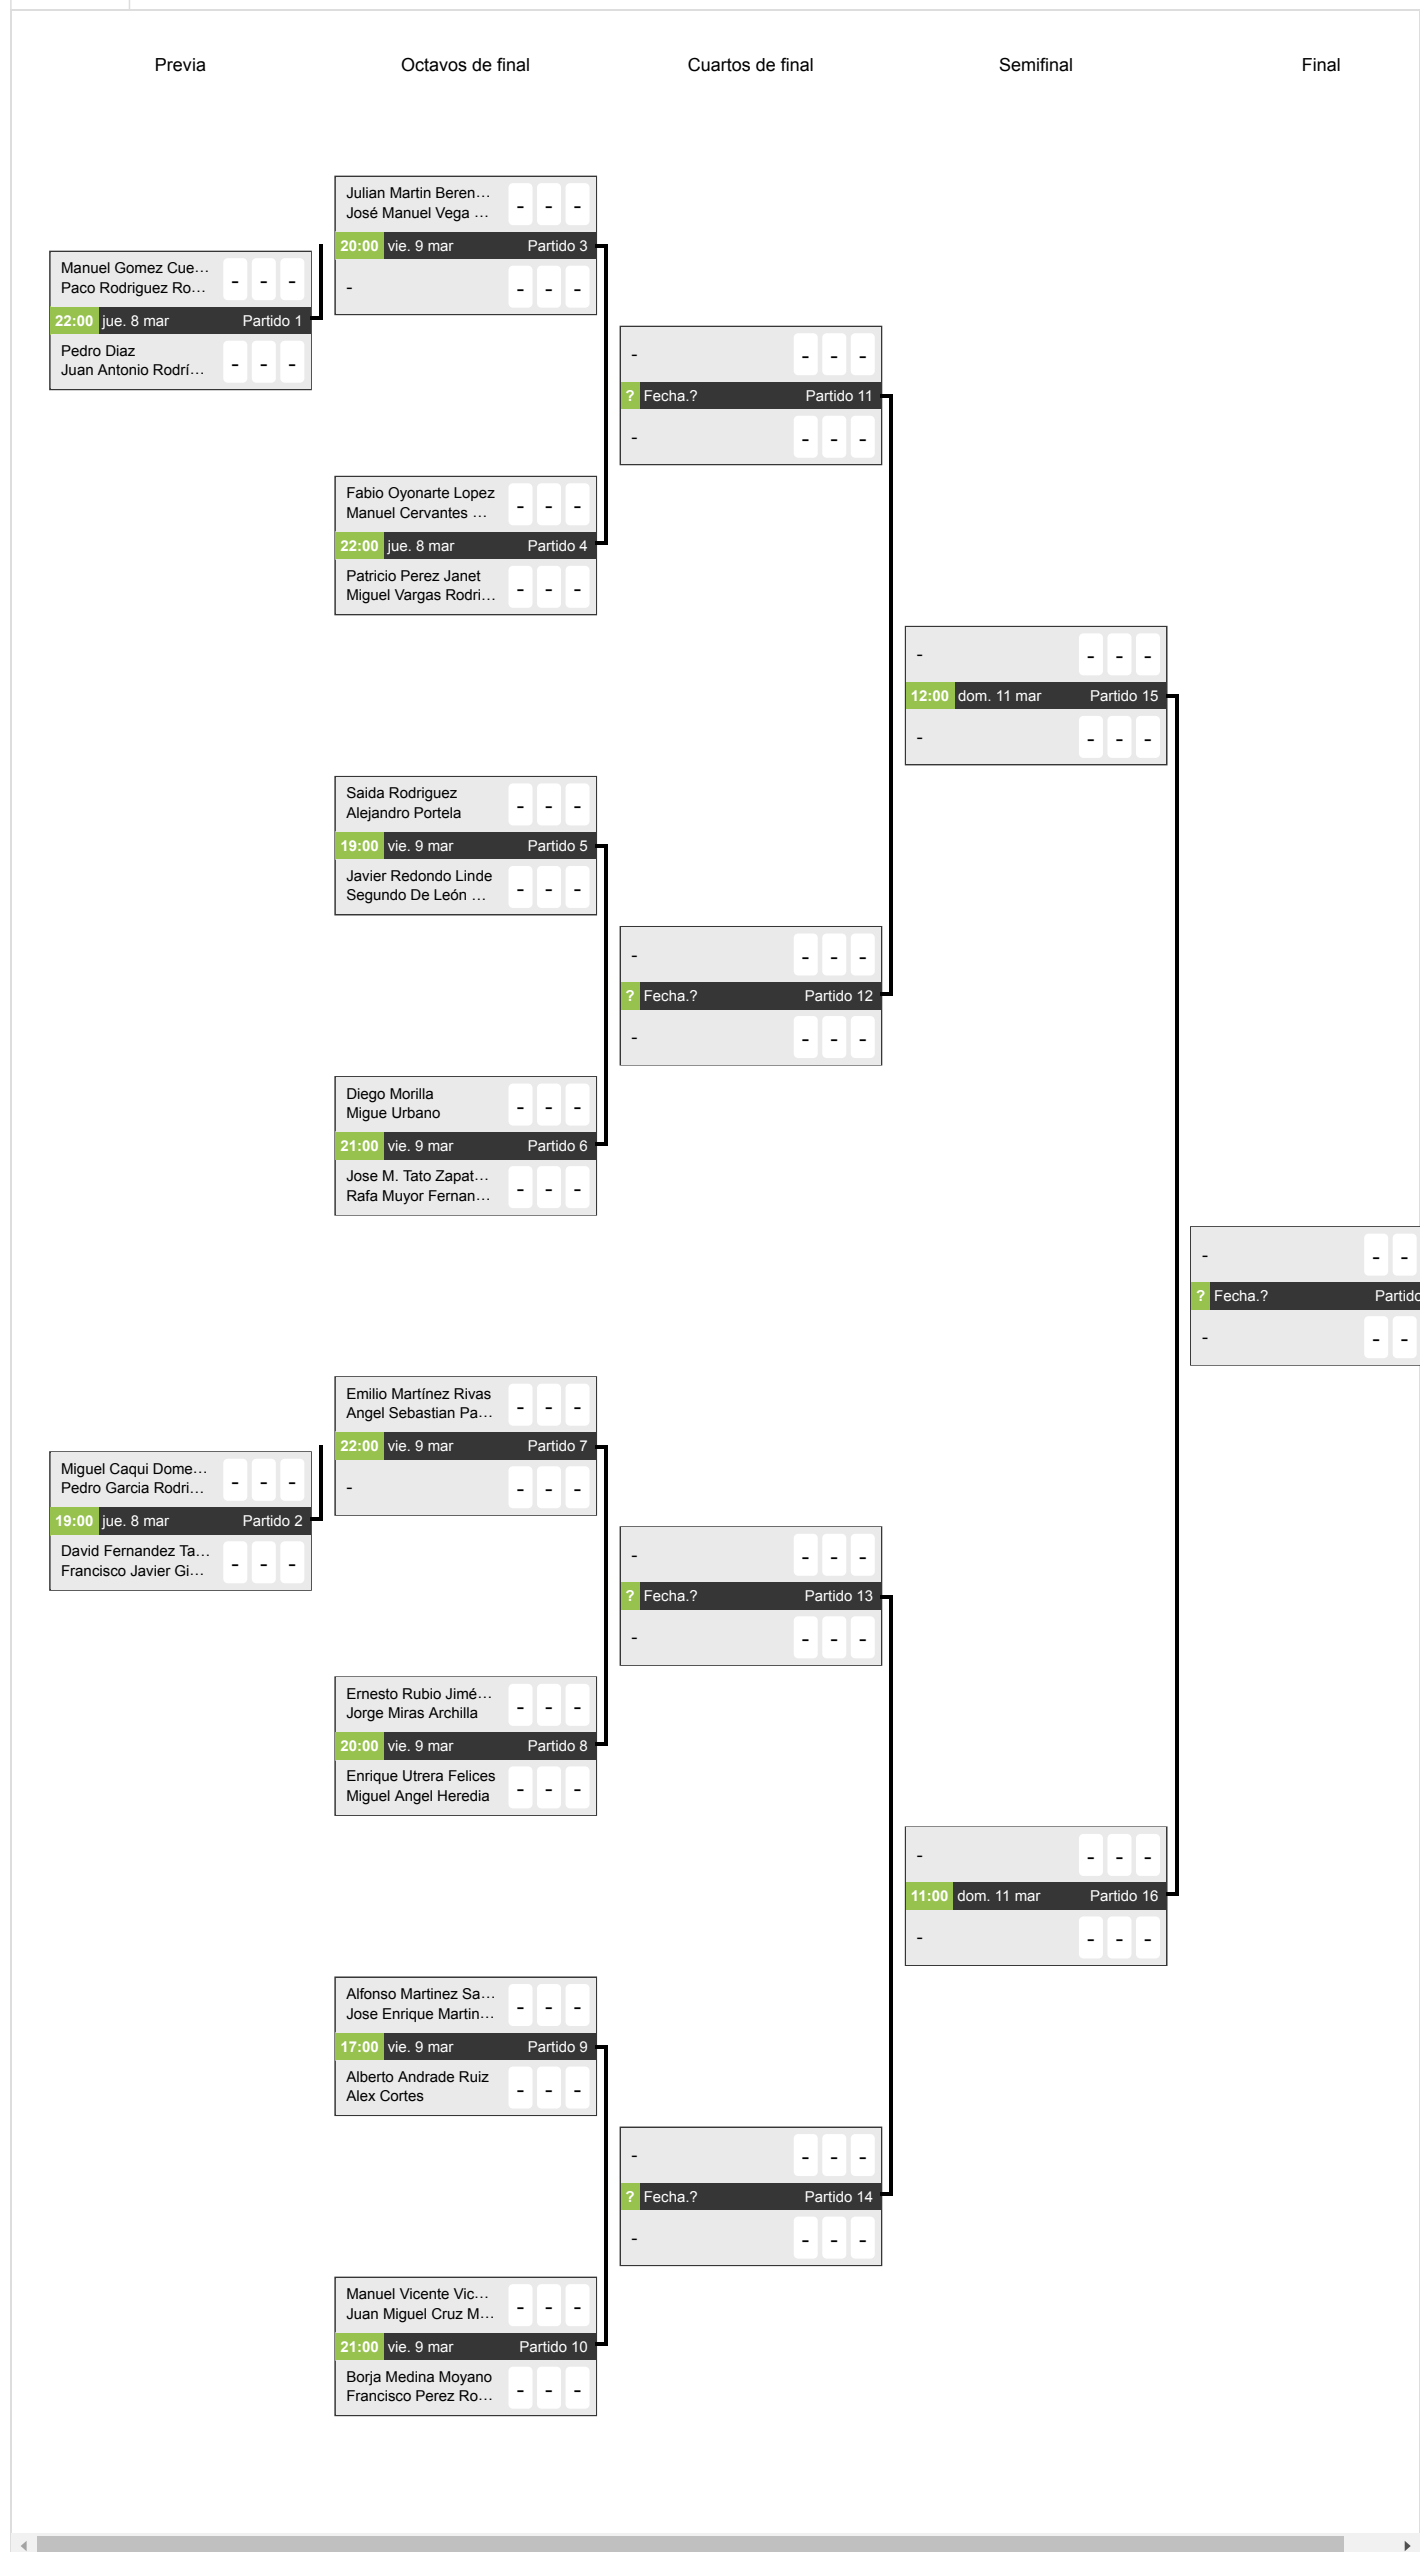 Previa
Octavos de final
Cuartos de final
Semifinal
Final
Manuel Gomez Cue...
Paco Rodriguez Ro...
- - -
22:00 jue. 8 mar Partido 1
Pedro Diaz
Juan Antonio Rodrí...
- - -
Miguel Caqui Dome...
Pedro Garcia Rodri...
- - -
19:00 jue. 8 mar Partido 2
David Fernandez Ta...
Francisco Javier Gi...
- - -
Julian Martin Beren...
José Manuel Vega ...
- - -
20:00 vie. 9 mar Partido 3
-
- - -
Fabio Oyonarte Lopez
Manuel Cervantes ...
- - -
22:00 jue. 8 mar Partido 4
Patricio Perez Janet
Miguel Vargas Rodri...
- - -
Saida Rodriguez
Alejandro Portela
- - -
19:00 vie. 9 mar Partido 5
Javier Redondo Linde
Segundo De León ...
- - -
Diego Morilla
Migue Urbano
- - -
21:00 vie. 9 mar Partido 6
Jose M. Tato Zapat...
Rafa Muyor Fernan...
- - -
Emilio Martínez Rivas
Angel Sebastian Pa...
- - -
22:00 vie. 9 mar Partido 7
-
- - -
Ernesto Rubio Jimé...
Jorge Miras Archilla
- - -
20:00 vie. 9 mar Partido 8
Enrique Utrera Felices
Miguel Angel Heredia
- - -
Alfonso Martinez Sa...
Jose Enrique Martin...
- - -
17:00 vie. 9 mar Partido 9
Alberto Andrade Ruiz
Alex Cortes
- - -
Manuel Vicente Vic...
Juan Miguel Cruz M...
- - -
21:00 vie. 9 mar Partido 10
Borja Medina Moyano
Francisco Perez Ro...
- - -
-
- - -
? Fecha.? Partido 11
-
- - -
-
- - -
? Fecha.? Partido 12
-
- - -
-
- - -
? Fecha.? Partido 13
-
- - -
-
- - -
? Fecha.? Partido 14
-
- - -
-
- - -
12:00 dom. 11 mar Partido 15
-
- - -
-
- - -
11:00 dom. 11 mar Partido 16
-
- - -
-
- -
? Fecha.? Partido
-
- -